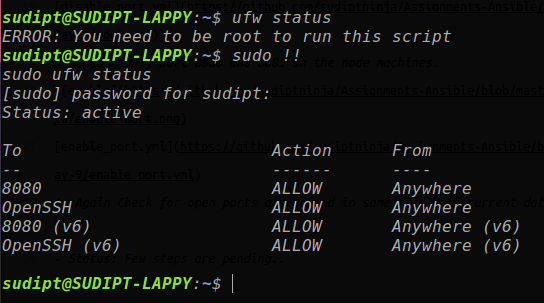 sudipt@SUDIPT-LAPPY:~$ ufw status
ERROR: You need to be root to run this script
sudipt@SUDIPT-LAPPY:~$ sudo !!
sudo ufw status
[sudo] password for sudipt:
Status: active
To Action From
-- ------ ----
8080 ALLOW Anywhere
OpenSSH ALLOW Anywhere
8080 (v6) ALLOW Anywhere (v6)
OpenSSH (v6) ALLOW Anywhere (v6)
sudipt@SUDIPT-LAPPY:~$